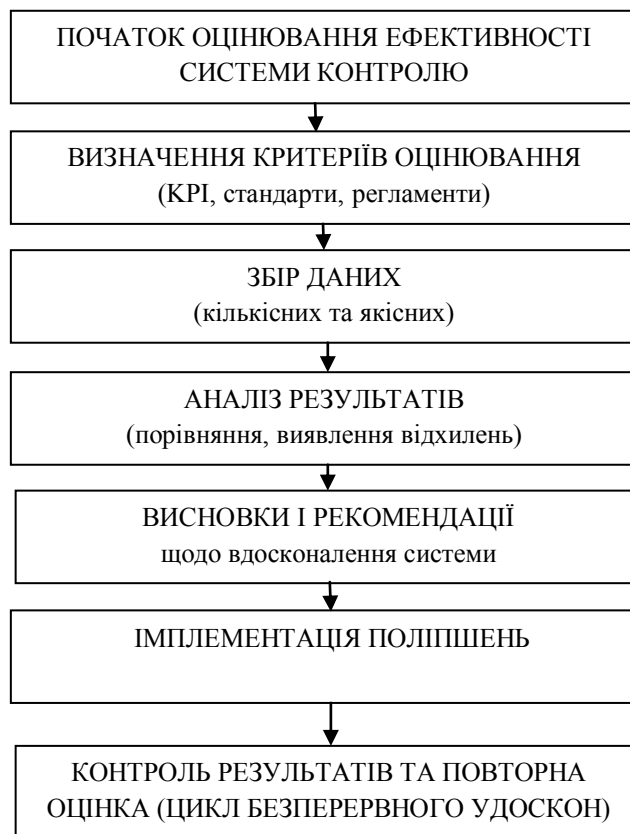 ПОЧАТОК ОЦІНЮВАННЯ ЕФЕКТИВНОСТІ
СИСТЕМИ КОНТРОЛЮ
ВИЗНАЧЕННЯ КРИТЕРІЇВ ОЦІНЮВАННЯ
(KPI, стандарти, регламенти)
ЗБІР ДАНИХ
(кількісних та якісних)
АНАЛІЗ РЕЗУЛЬТАТІВ
(порівняння, виявлення відхилень)
ВИСНОВКИ І РЕКОМЕНДАЦІЇ
щодо вдосконалення системи
ІМПЛЕМЕНТАЦІЯ ПОЛІПШЕНЬ
КОНТРОЛЬ РЕЗУЛЬТАТІВ ТА ПОВТОРНА
ОЦІНКА (ЦИКЛ БЕЗПЕРЕРВНОГО УДОСКОН)